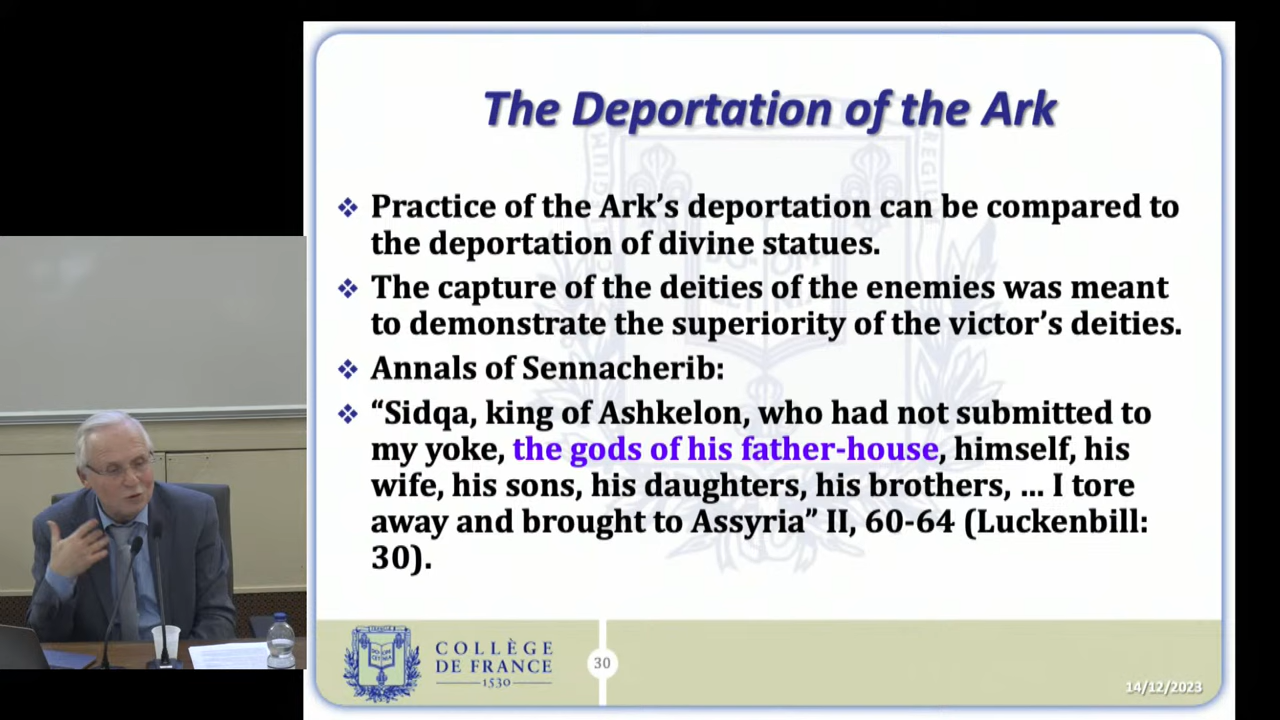 The Deportation of the Ark
❖ Practice of the Ark’s deportation can be compared to
the deportation of divine statues.
❖ The capture of the deities of the enemies was meant
to demonstrate the superiority of the victor’s deities.
❖ Annals of Sennacherib:
❖ “Sidqa, king of Ashkelon, who had not submitted to
my yoke, the gods of his father-house, himself, his
wife, his sons, his daughters, his brothers, ... I tore
away and brought to Assyria” II, 60-64 (Luckenbill:
30).
COLLÈGE
DE FRANCE
1530
30
14/12/2023